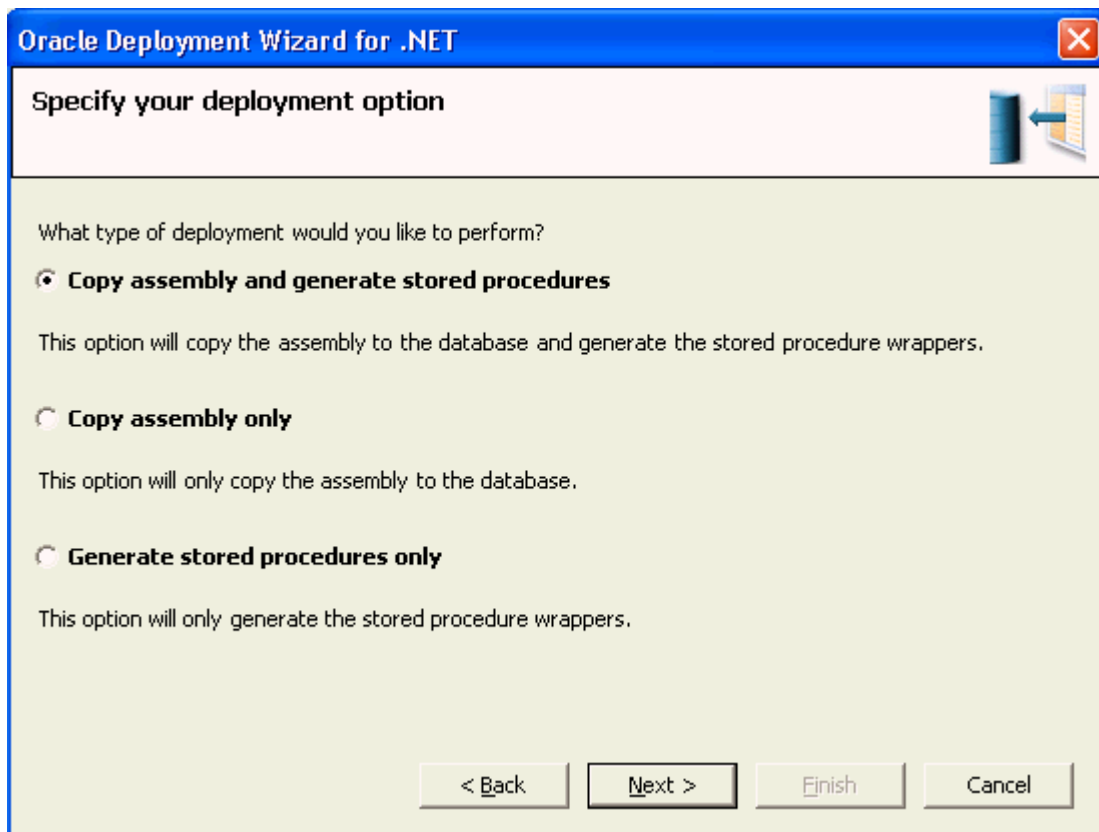 Oracle Deployment Wizard for .NET
Specify your deployment option
What type of deployment would you like to perform?
Copy assembly and generate stored procedures
This option will copy the assembly to the database and generate the stored procedure wrappers.
Copy assembly only
This option will only copy the assembly to the database.
Generate stored procedures only
This option will only generate the stored procedure wrappers.
< Back Next > Finish Cancel